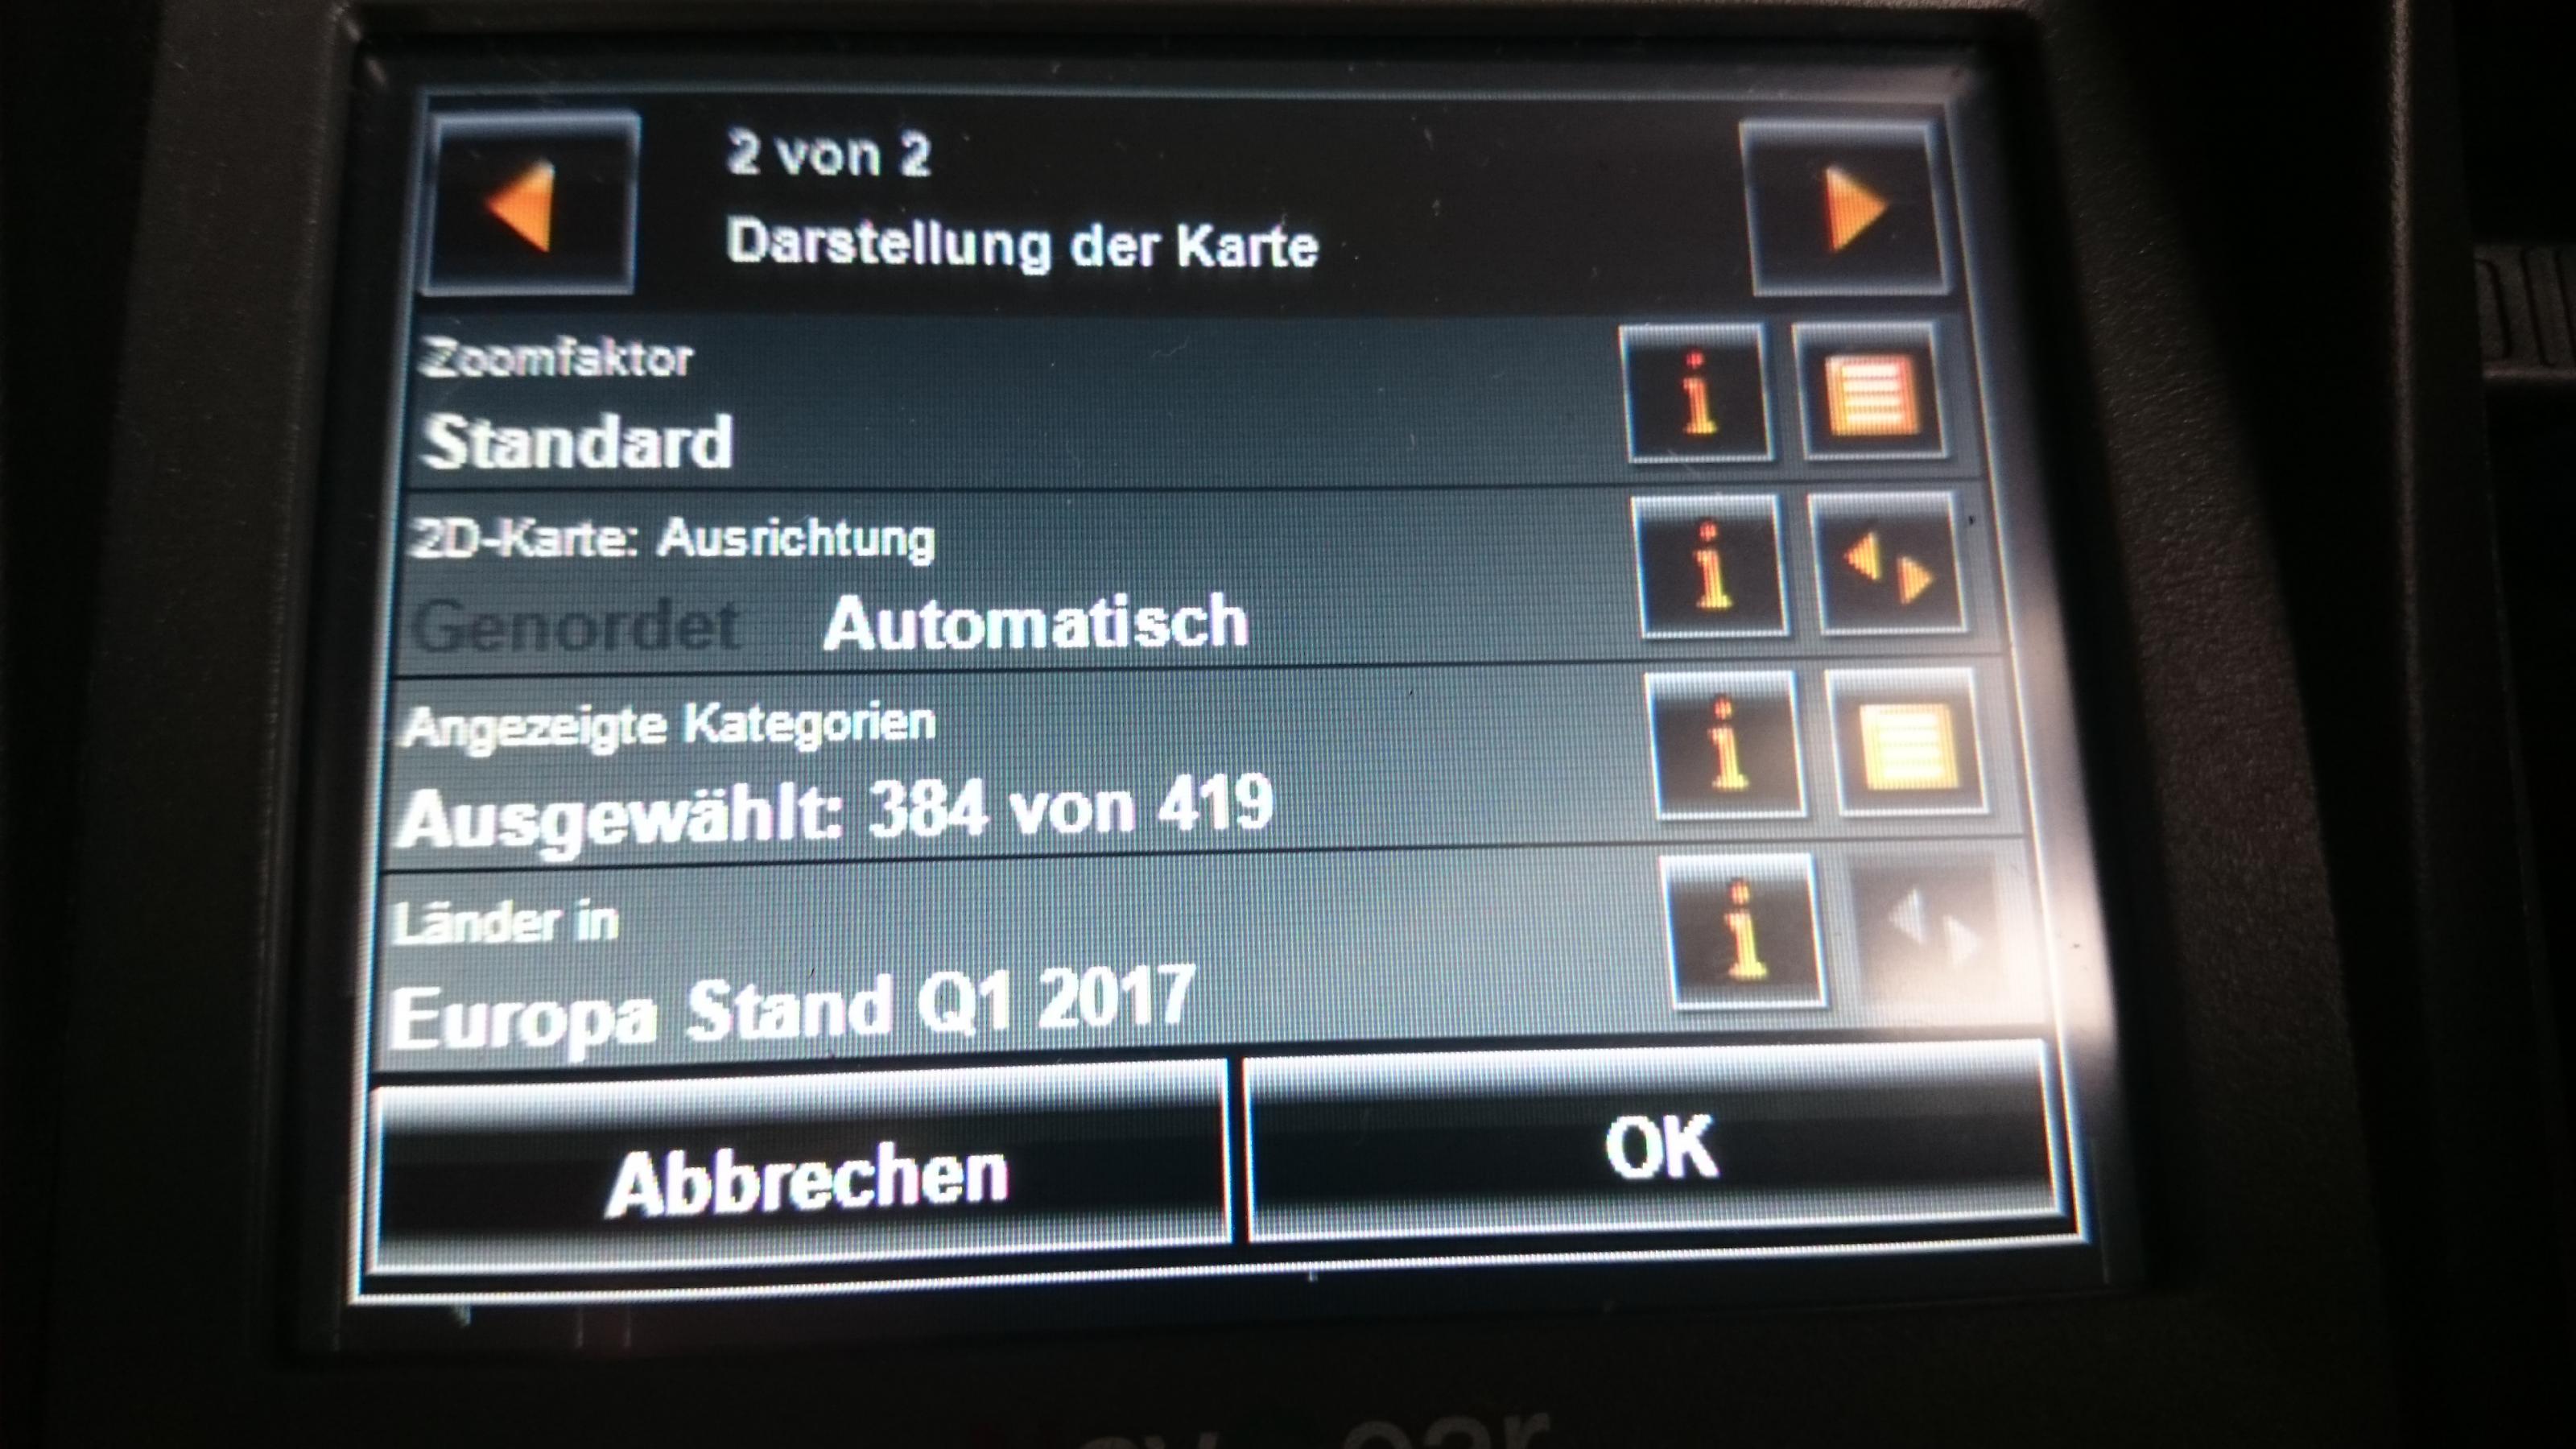 2 von 2
Darstellung der Karte
Zoomfaktor
Standard
2D-Karte: Ausrichtung
Genordet Automatisch
Angezeigte Kategorien
Ausgewählt: 384 von 419
Länder in
Europa Stand Q1 2017
Abbrechen OK